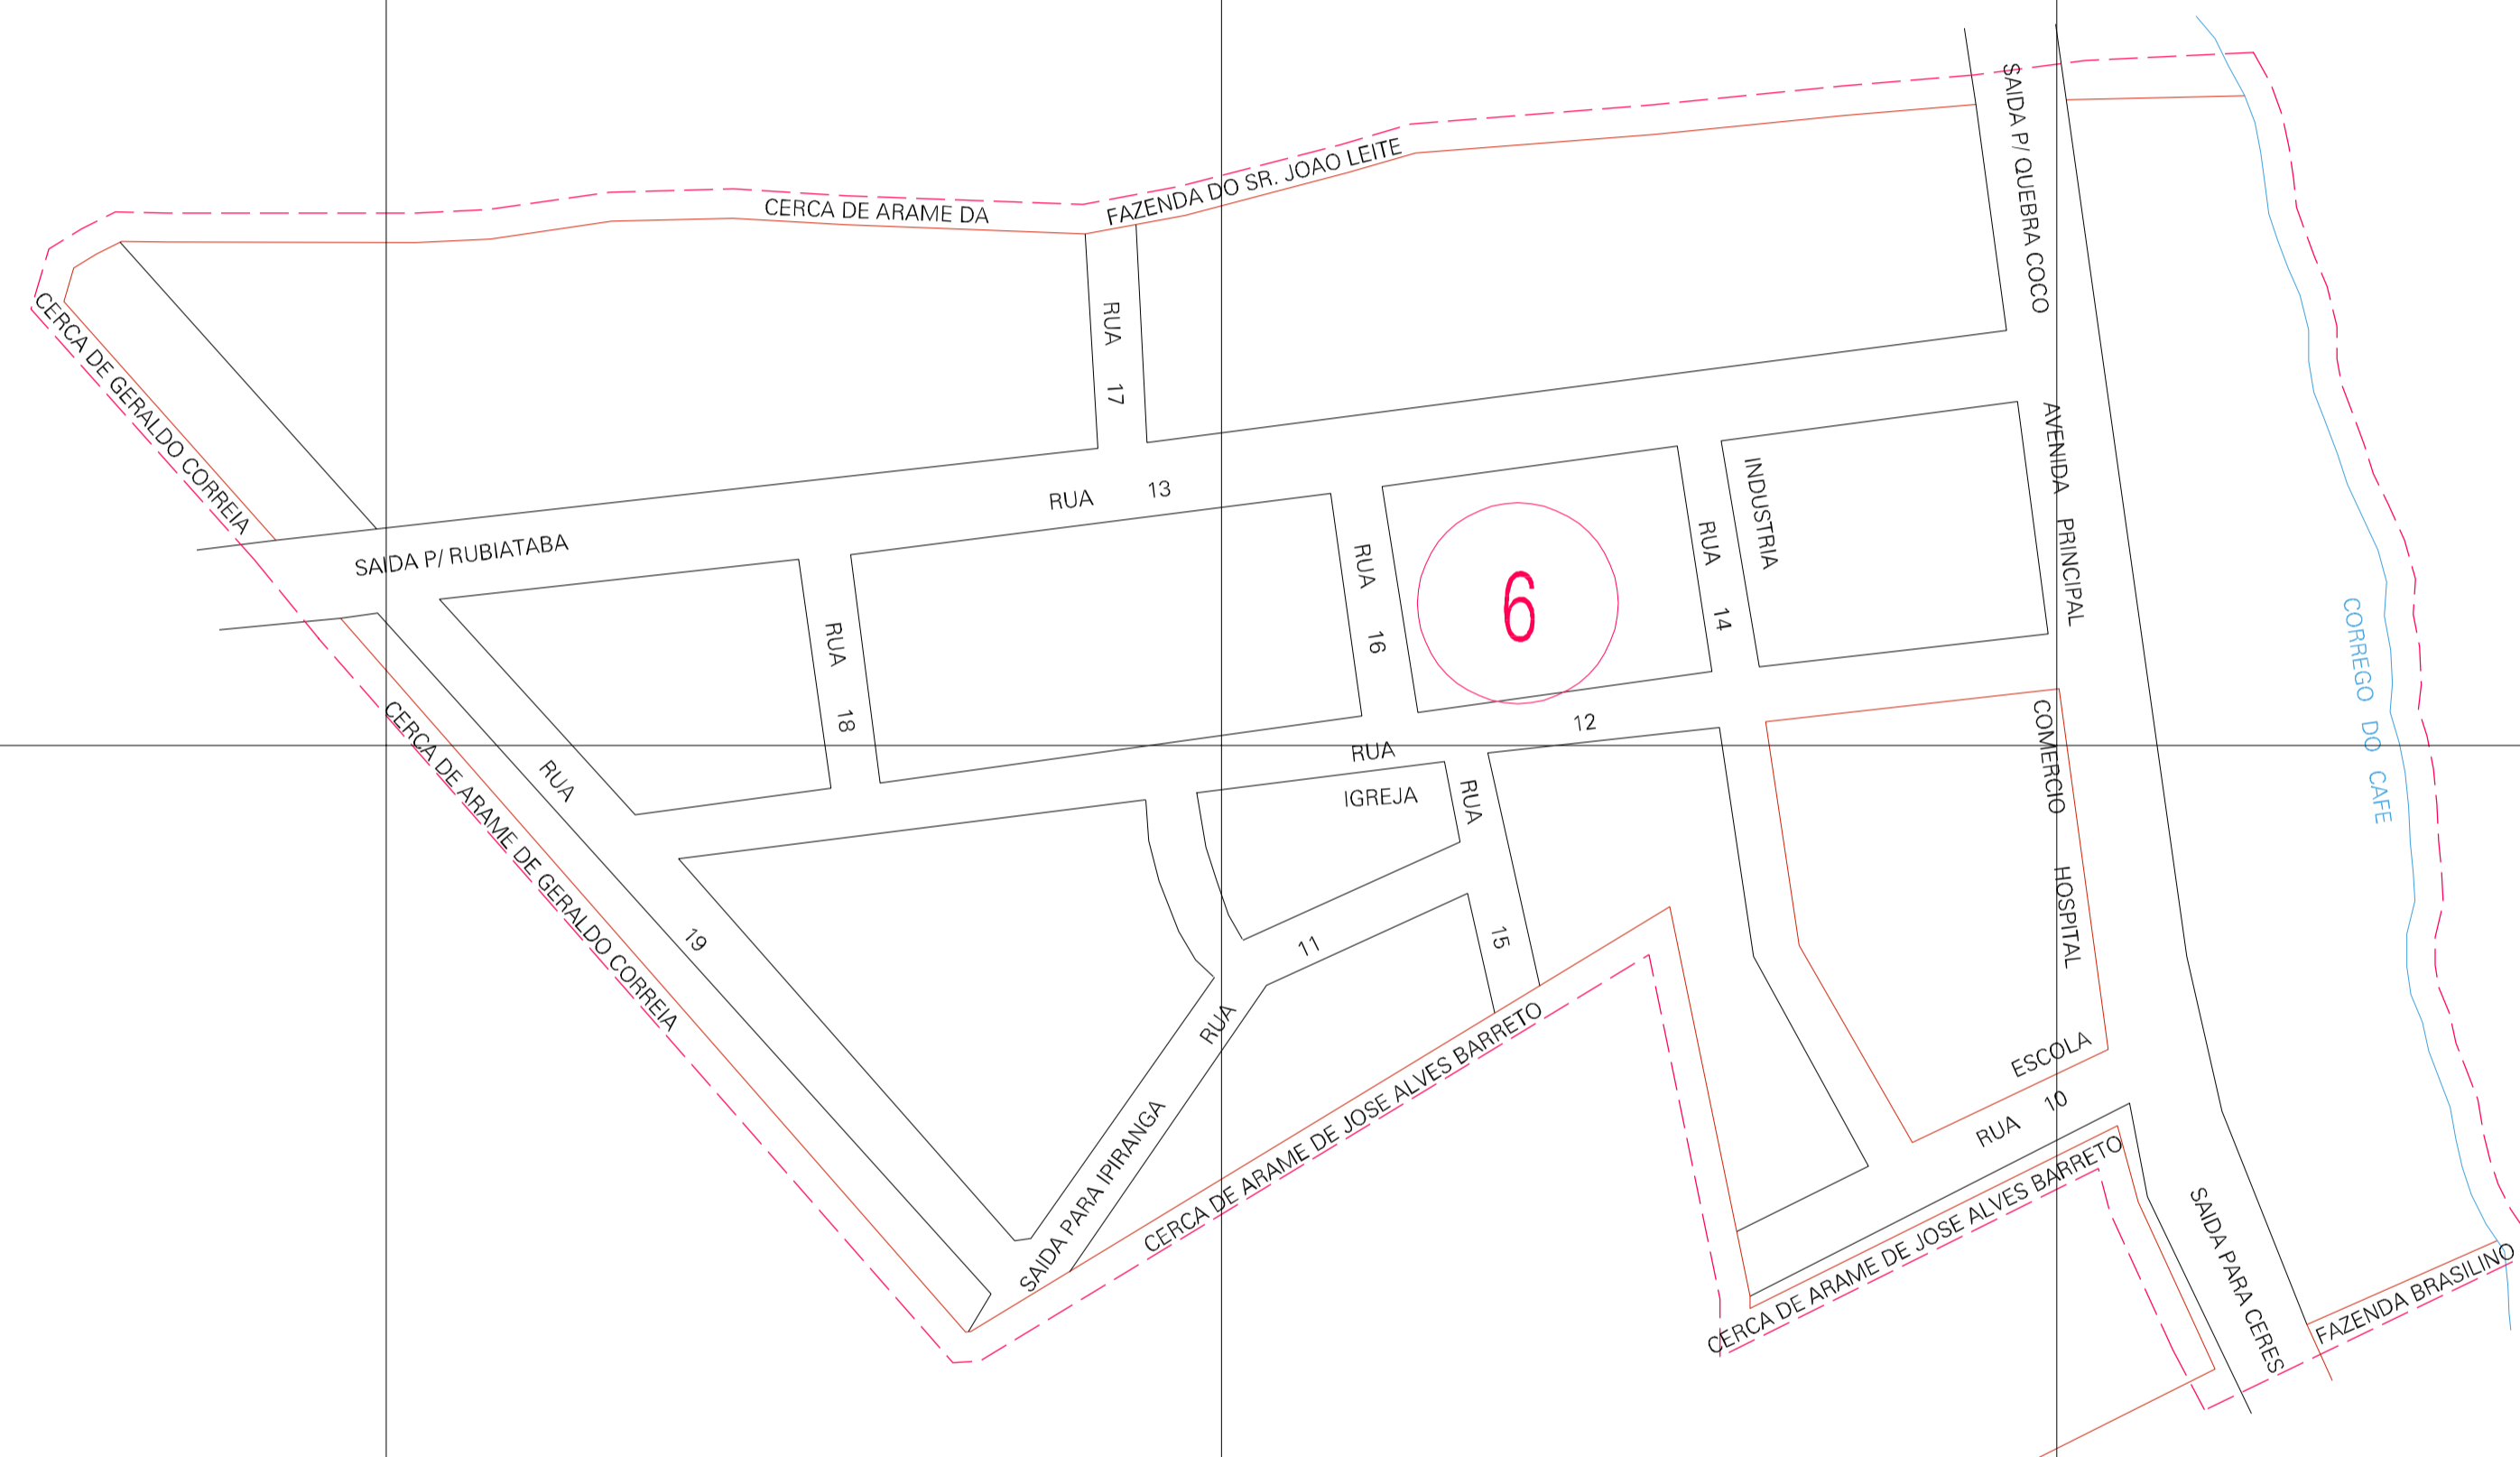 SAIDA P/ QUEBRA COCO
FAZENDA DO SR. JOAO LEITE
CERCA DE ARAME DA
CERCA DE GERALDO CORREIA
RUA 17
AVENIDA PRINCIPAL
RUA 13
INDUSTRIA
SAIDA P/ RUBIATABA
RUA 14
RUA 16
6
RUA 18
CORREGO DO CAFE
RUA 12
COMERCIO
CERCA DE ARAME DE GERALDO CORREIA
RUA 19
IGREJA
RUA 15
HOSPITAL
RUA 11
ESCOLA
RUA 10
CERCA DE ARAME DE JOSE ALVES BARRETO
SAIDA PARA IPIRANGA
CERCA DE ARAME DE JOSE ALVES BARRETO
SAIDA PARA CERES
FAZENDA BRASILINO